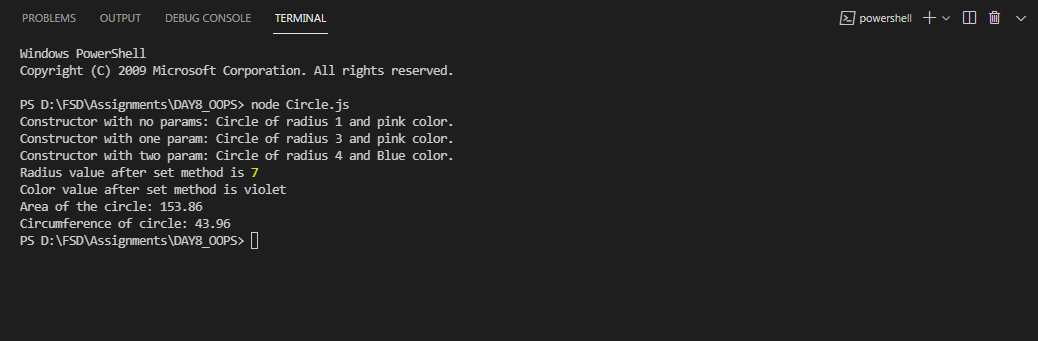 PROBLEMS OUTPUT DEBUG CONSOLE TERMINAL powershell
Windows PowerShell
Copyright (C) 2009 Microsoft Corporation. All rights reserved.
PS D:\FSD\Assignments\DAY8_OOPS> node Circle.js
Constructor with no params: Circle of radius 1 and pink color.
Constructor with one param: Circle of radius 3 and pink color.
Constructor with two param: Circle of radius 4 and Blue color.
Radius value after set method is 7
Color value after set method is violet
Area of the circle: 153.86
Circumference of circle: 43.96
PS D:\FSD\Assignments\DAY8_OOPS>